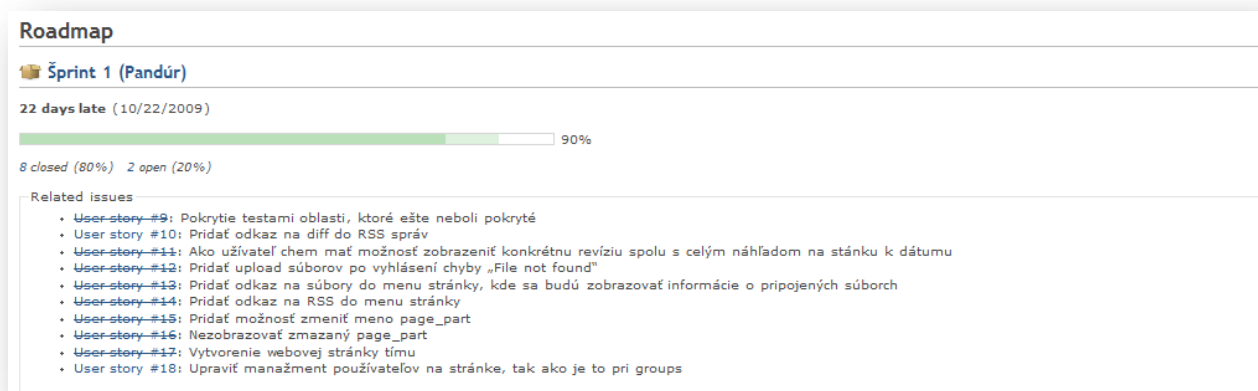 Roadmap
Šprint 1 (Pandúr)
22 days late (10/22/2009)
90%
8 closed (80%) 2 open (20%)
Related issues
User story #9: Pokrytie testami oblasti, ktoré ešte neboli pokryté
User story #10: Pridať odkaz na diff do RSS správ
User story #11: Ako užívateľ chem mať možnosť zobrazeniť konkrétnu revíziu spolu s celým náhľadom na stánku k dátumu
User story #12: Pridať upload súborov po vyhlásení chyby „File not found“
User story #13: Pridať odkaz na súbory do menu stránky, kde sa budú zobrazovať informácie o pripojených súborch
User story #14: Pridať odkaz na RSS do menu stránky
User story #15: Pridať možnosť zmeniť meno page_part
User story #16: Nezobrazovať zmazaný page_part
User story #17: Vytvorenie webovej stránky tímu
User story #18: Upraviť manažment používateľov na stránke, tak ako je to pri groups